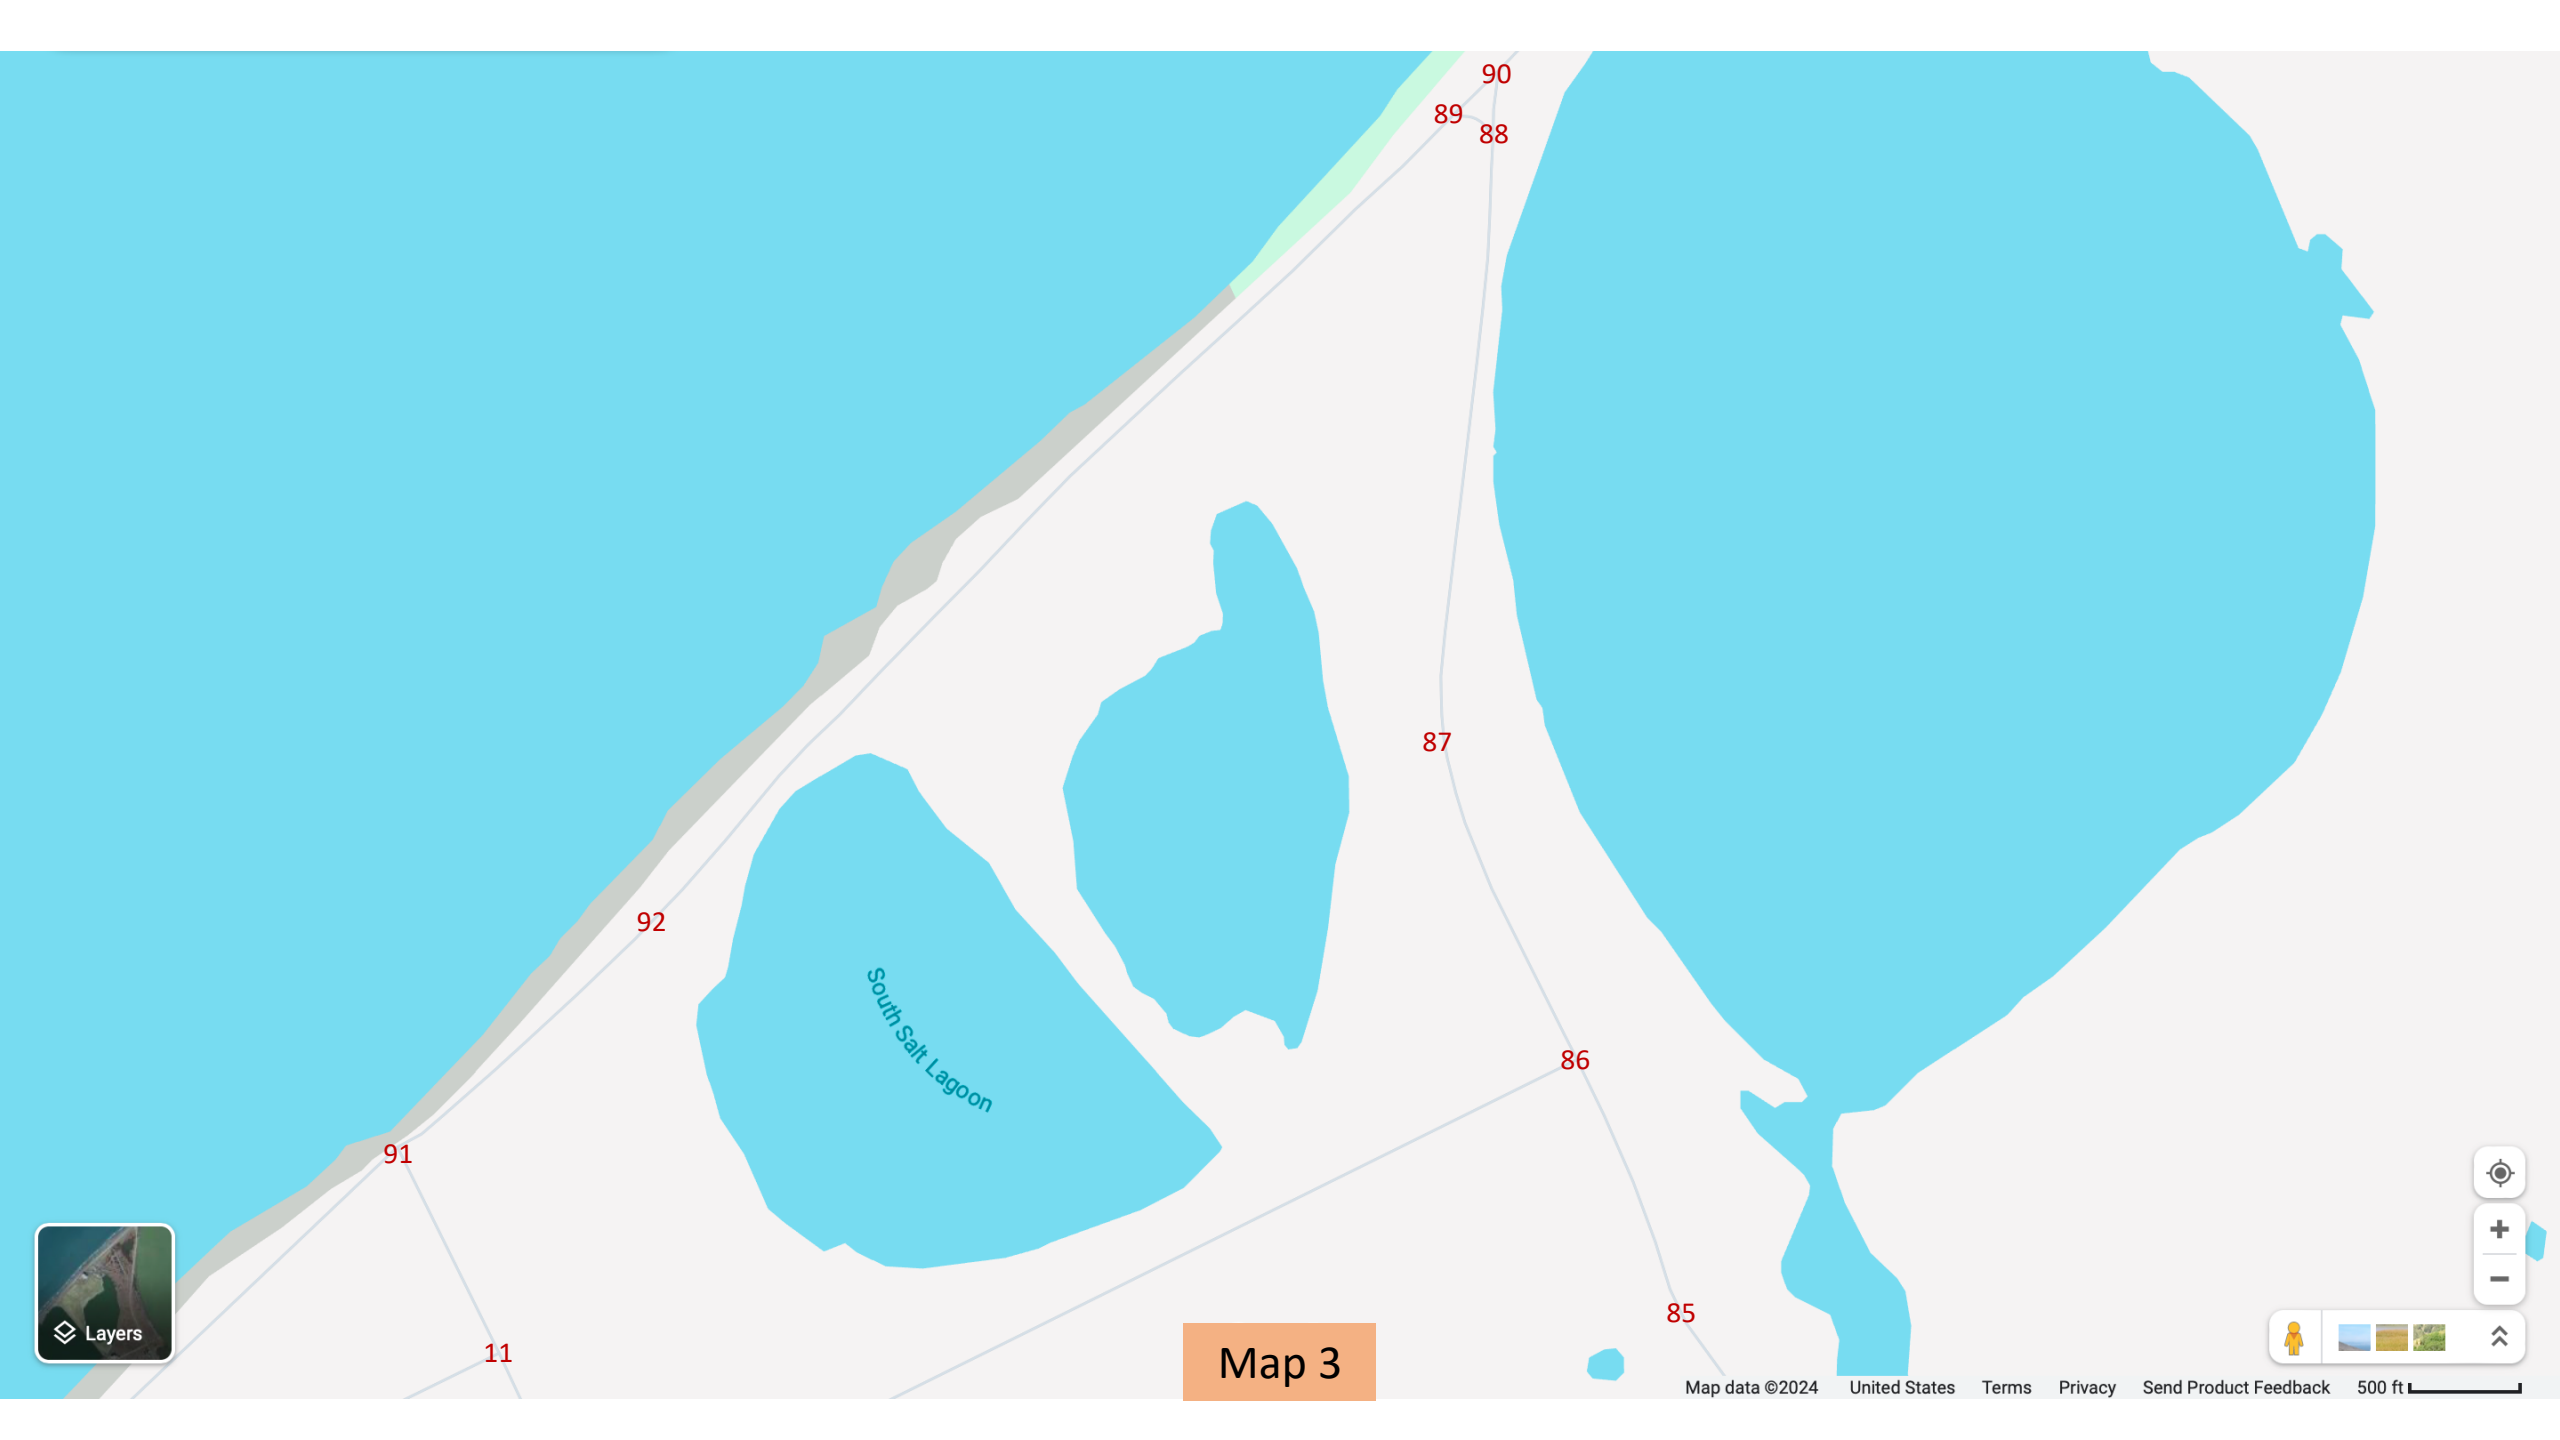 90
89
88
87
92
South Salt Lagoon
86
91
85
11
Layers
Map 3
Map data ©2024 United States Terms Privacy Send Product Feedback 500 ft